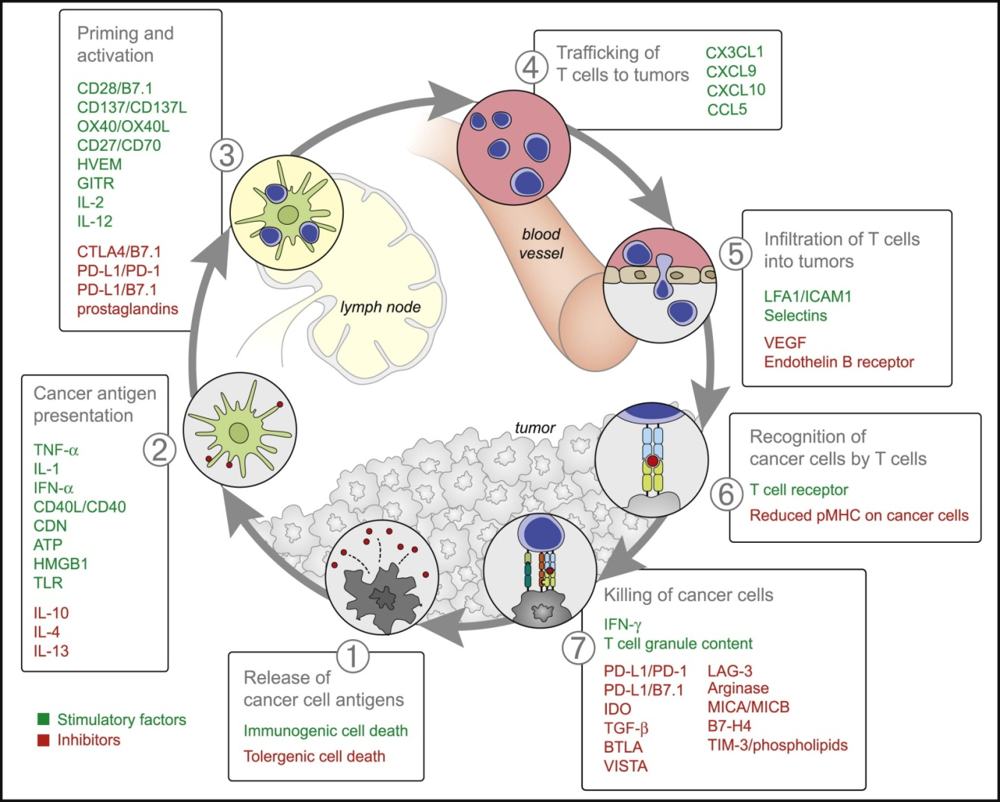 Priming and
activation
CD28/B7.1
CD137/CD137L
OX40/OX40L
CD27/CD70
HVEM
GITR
IL-2
IL-12
CTLA4/B7.1
PD-L1/PD-1
PD-L1/B7.1
prostaglandins
3
4
Trafficking of
T cells to tumors
CX3CL1
CXCL9
CXCL10
CCL5
blood
vessel
lymph node
5
Infiltration of T cells
into tumors
LFA1/ICAM1
Selectins
VEGF
Endothelin B receptor
Cancer antigen
presentation
2
TNF-α
IL-1
IFN-α
CD40L/CD40
CDN
ATP
HMGB1
TLR
IL-10
IL-4
IL-13
tumor
6
Recognition of
cancer cells by T cells
T cell receptor
Reduced pMHC on cancer cells
7
Killing of cancer cells
IFN-γ
T cell granule content
PD-L1/PD-1
PD-L1/B7.1
IDO
TGF-β
BTLA
VISTA
LAG-3
Arginase
MICA/MICB
B7-H4
TIM-3/phospholipids
1
Release of
cancer cell antigens
Immunogenic cell death
Tolergenic cell death
Stimulatory factors
Inhibitors